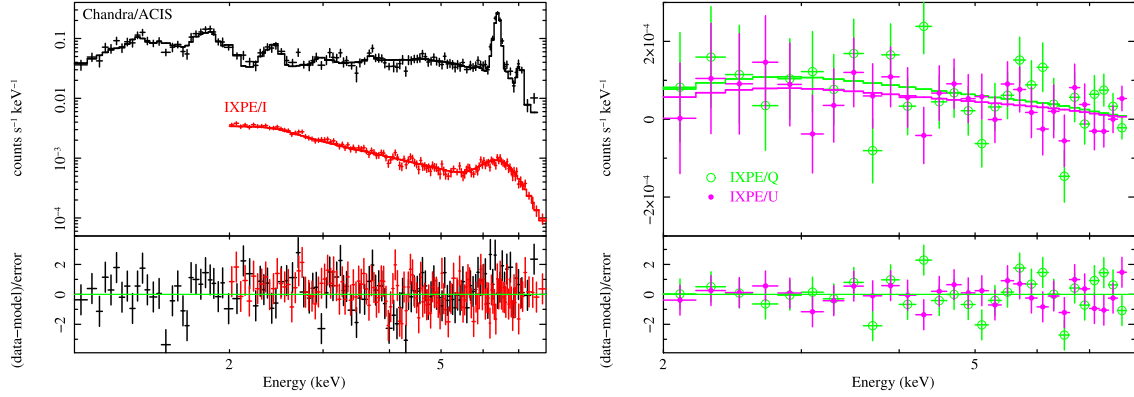 Chandra/ACIS
IXPE/I
0.1
0.01
10⁻³
10⁻⁴
counts s⁻¹ keV⁻¹
2
0
−2
(data−model)/error
2
5
Energy (keV)
2×10⁻⁴
0
−2×10⁻⁴
counts s⁻¹ keV⁻¹
IXPE/Q
IXPE/U
2
0
−2
(data−model)/error
2
5
Energy (keV)